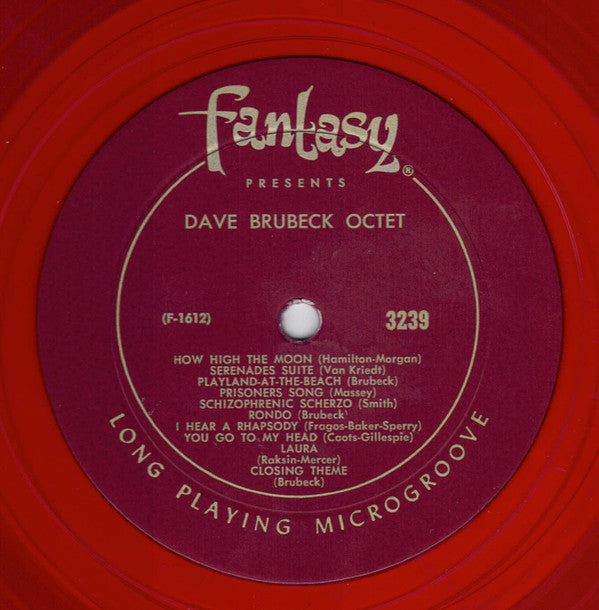 fantasy®
PRESENTS
DAVE BRUBECK OCTET
(F-1612)
3239
HOW HIGH THE MOON (Hamilton-Morgan)
SERENADES SUITE (Van Kriedt)
PLAYLAND-AT-THE-BEACH (Brubeck)
PRISONERS SONG (Massey)
SCHIZOPHRENIC SCHERZO (Smith)
RONDO (Brubeck)
I HEAR A RHAPSODY (Fragos-Baker-Sperry)
YOU GO TO MY HEAD (Coots-Gillespie)
LAURA
(Raksin-Mercer)
CLOSING THEME
(Brubeck)
LONG PLAYING MICROGROOVE